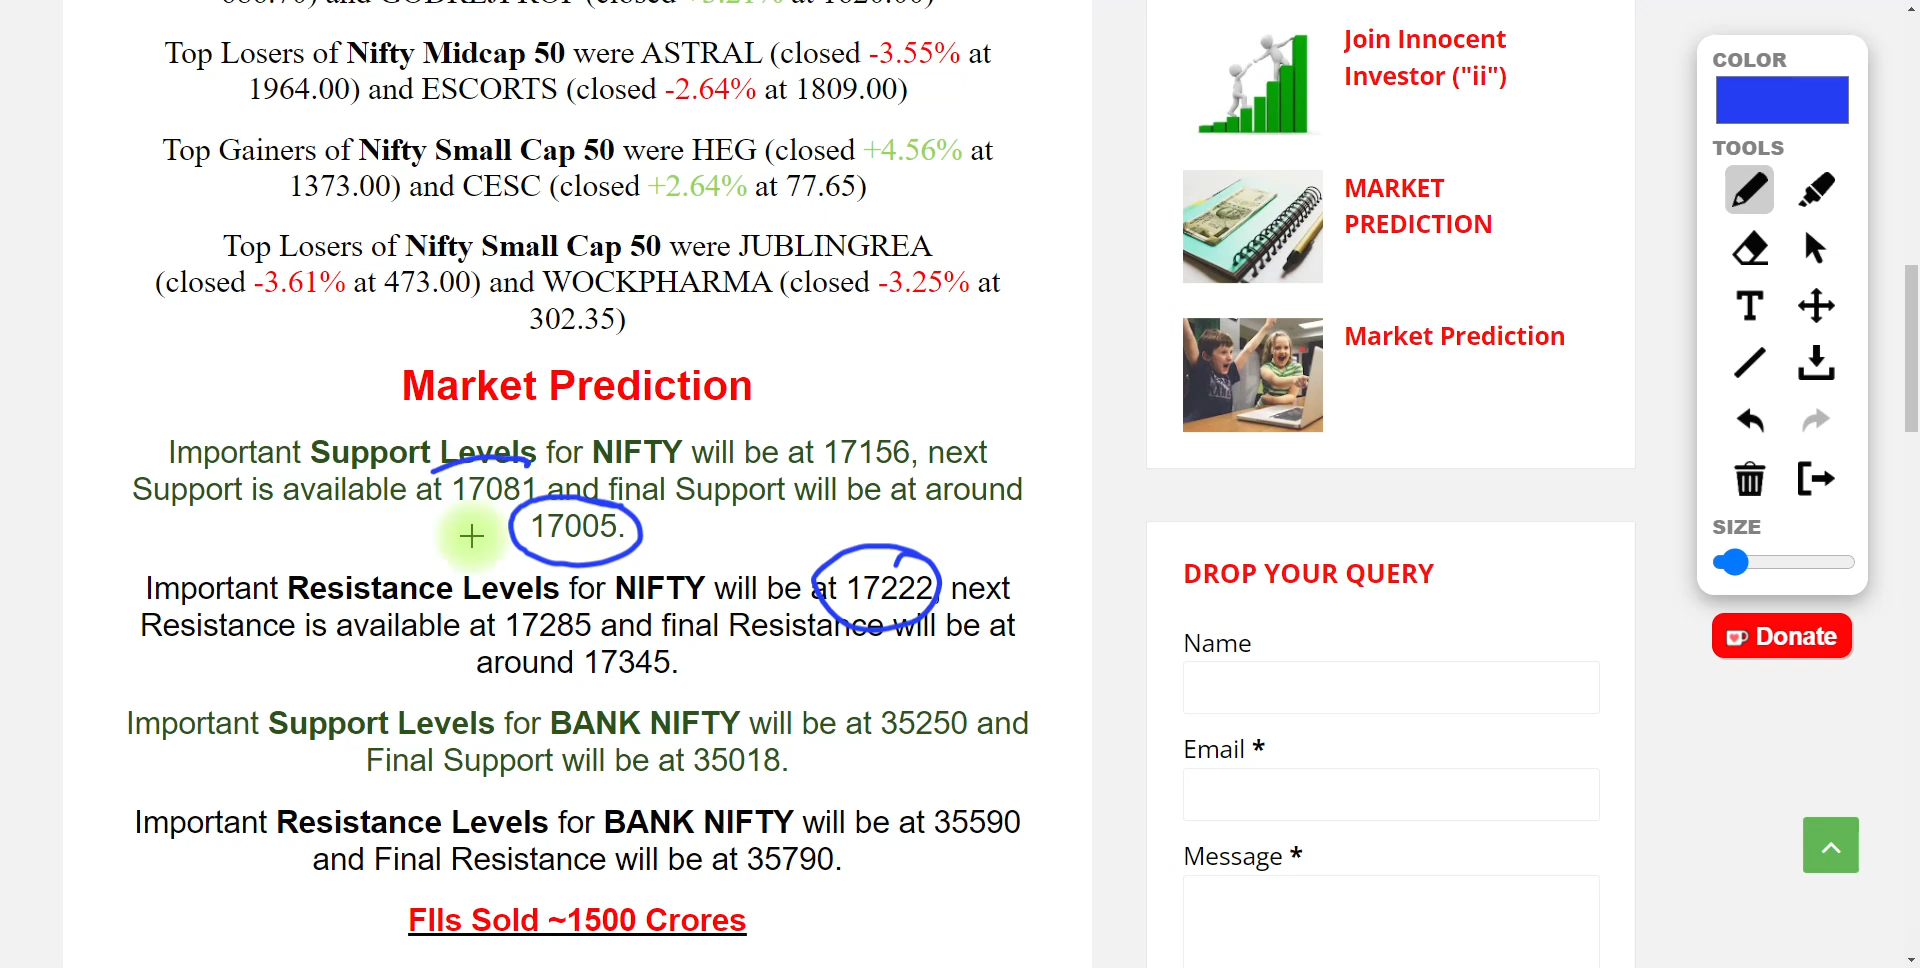 Top Losers of Nifty Midcap 50 were ASTRAL (closed -3.55% at
1964.00) and ESCORTS (closed -2.64% at 1809.00)
Top Gainers of Nifty Small Cap 50 were HEG (closed +4.56% at
1373.00) and CESC (closed +2.64% at 77.65)
Top Losers of Nifty Small Cap 50 were JUBLINGREA
(closed -3.61% at 473.00) and WOCKPHARMA (closed -3.25% at
302.35)
Market Prediction
Important Support Levels for NIFTY will be at 17156, next
Support is available at 17081 and final Support will be at around
17005.
Important Resistance Levels for NIFTY will be at 17222, next
Resistance is available at 17285 and final Resistance will be at
around 17345.
Important Support Levels for BANK NIFTY will be at 35250 and
Final Support will be at 35018.
Important Resistance Levels for BANK NIFTY will be at 35590
and Final Resistance will be at 35790.
FIIs Sold ~1500 Crores
Join Innocent
Investor ("ii")
MARKET
PREDICTION
Market Prediction
DROP YOUR QUERY
Name
Email *
Message *
COLOR
TOOLS
T
SIZE
Donate